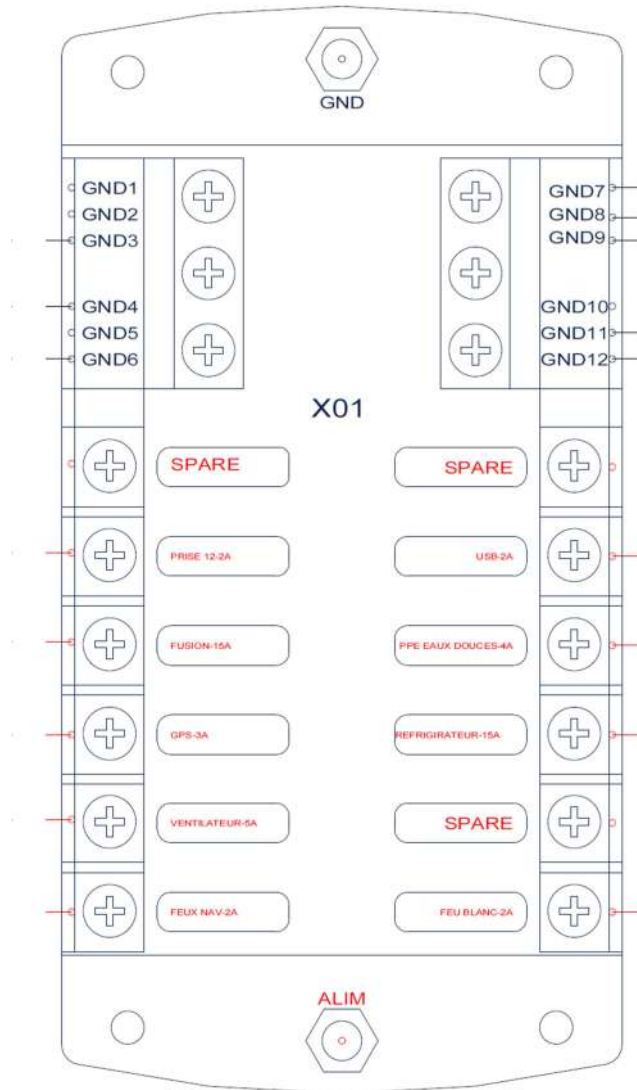 GND
GND1
GND2
GND3
GND4
GND5
GND6
GND7
GND8
GND9
GND10
GND11
GND12
X01
SPARE
SPARE
PRISE 12-2A
USB-2A
FUSION-15A
PPE EAUX DOUCES-4A
GPS-3A
REFRIGIRATEUR-15A
VENTILATEUR-5A
SPARE
FEUX NAV-2A
FEU BLANC-2A
ALIM